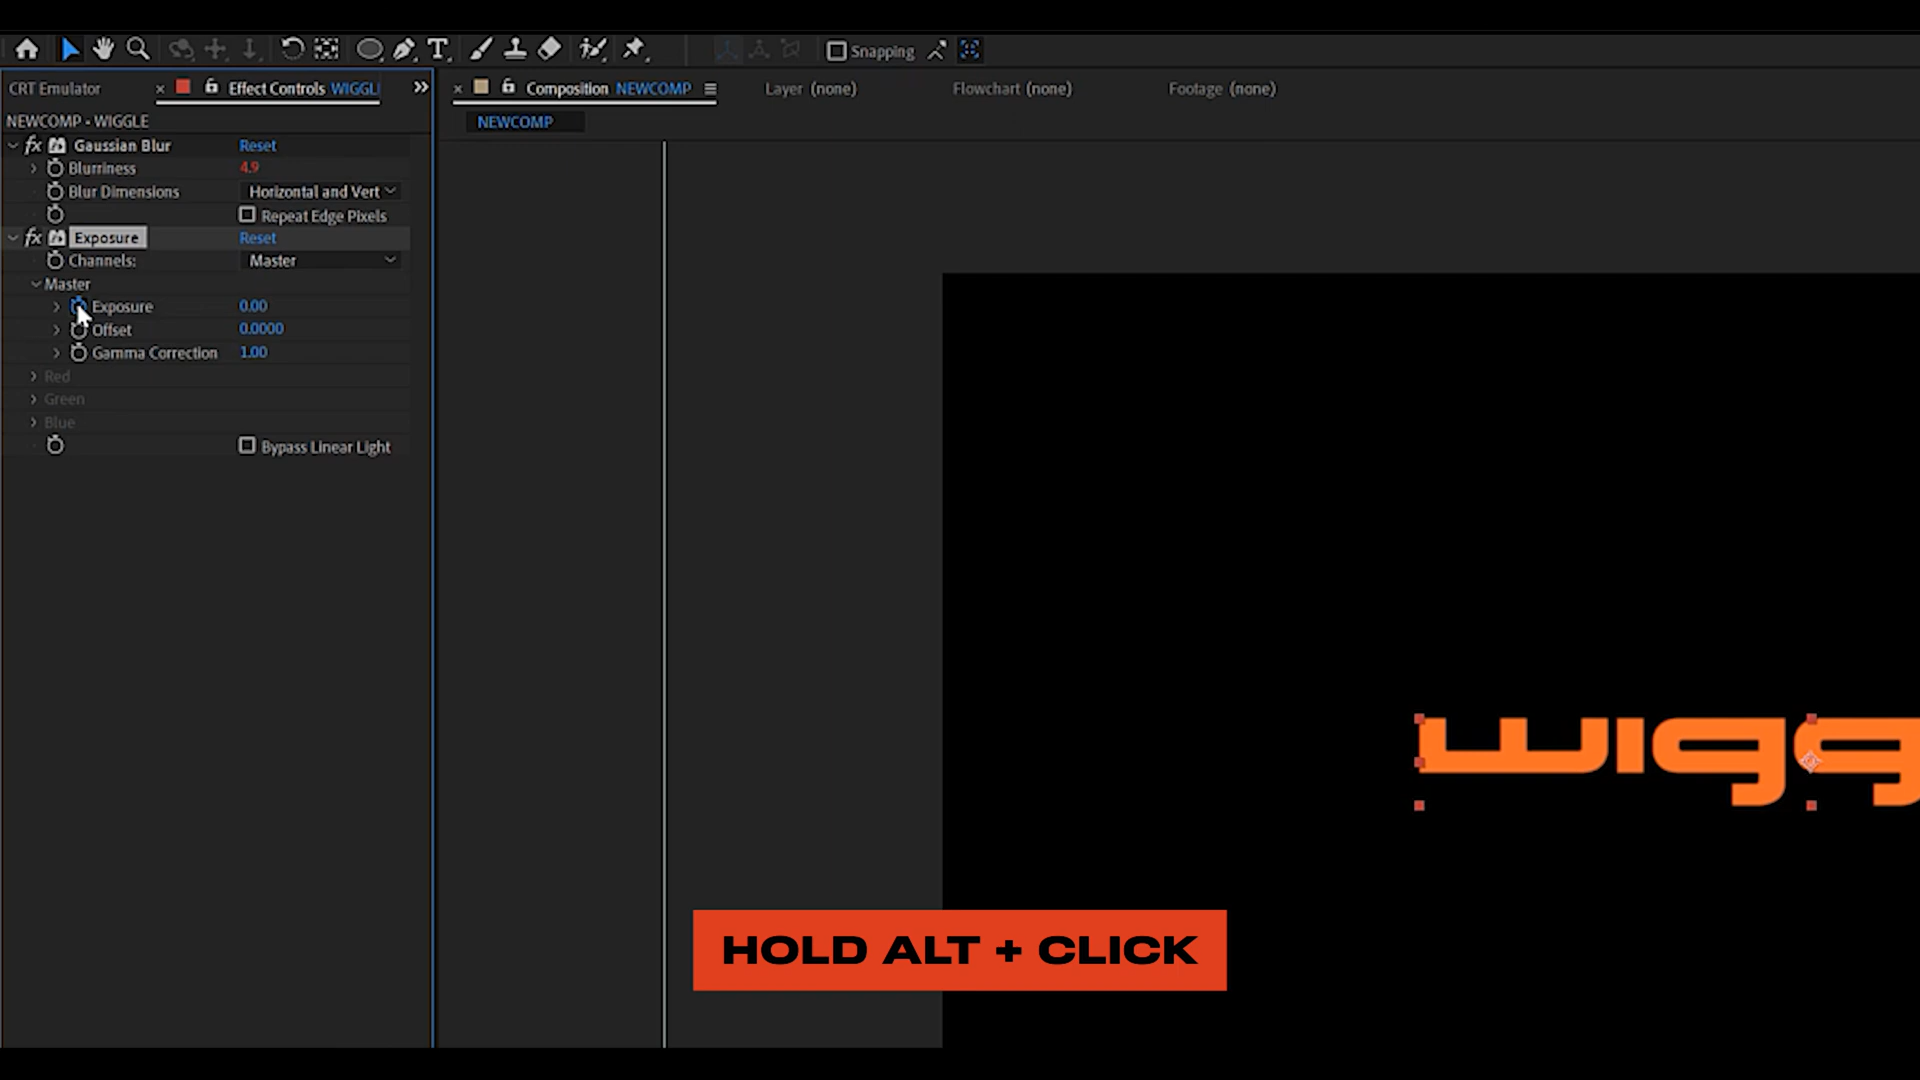 Snapping
CRT Emulator
Effect Controls WIGGL
Composition NEWCOMP
Layer (none)
Flowchart (none)
Footage (none)
NEWCOMP - WIGGLE
NEWCOMP
fx Gaussian Blur Reset
Blurriness 4.9
Blur Dimensions Horizontal and Vert
Repeat Edge Pixels
fx Exposure Reset
Channels: Master
Master
Exposure 0.00
Offset 0.0000
Gamma Correction 1.00
Red
Green
Blue
Bypass Linear Light
wigg
HOLD ALT + CLICK